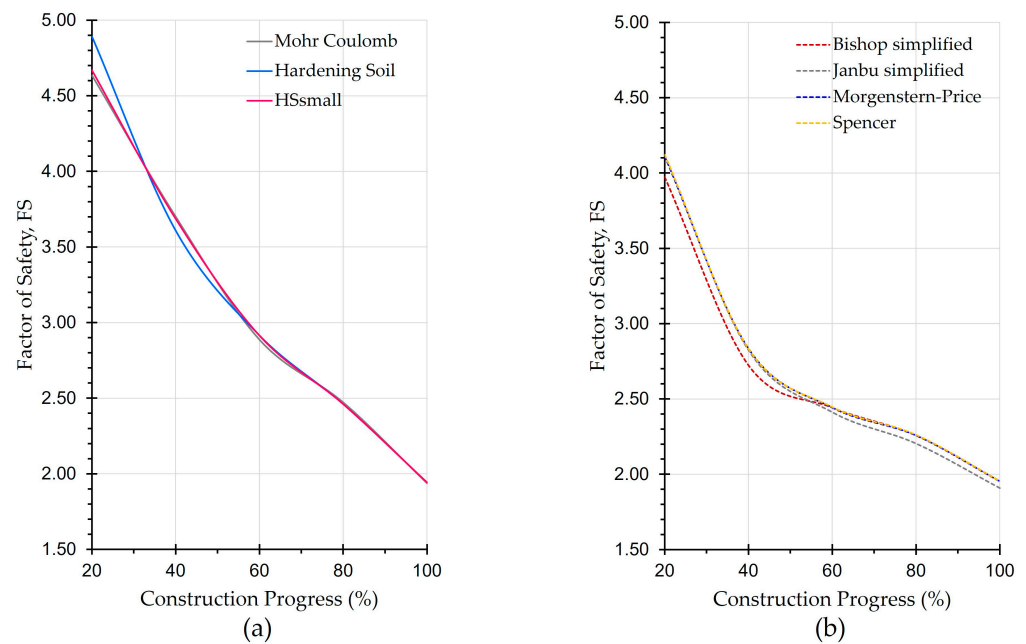 5.00
4.50
4.00
3.50
3.00
2.50
2.00
1.50
Factor of Safety, FS
Mohr Coulomb
Hardening Soil
HSsmall
20 40 60 80 100
Construction Progress (%)
(a)
5.00
4.50
4.00
3.50
3.00
2.50
2.00
1.50
Factor of Safety, FS
Bishop simplified
Janbu simplified
Morgenstern-Price
Spencer
20 40 60 80 100
Construction Progress (%)
(b)